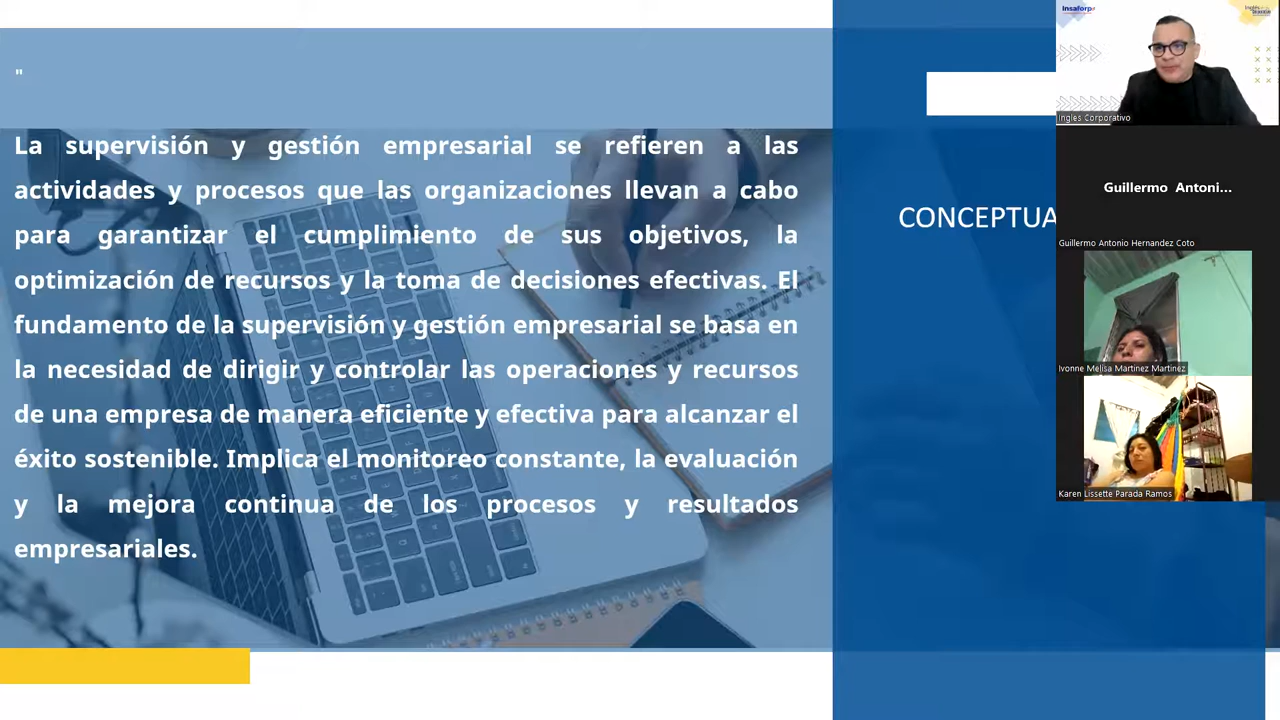 "
La supervisión y gestión empresarial se refieren a las
actividades y procesos que las organizaciones llevan a cabo
para garantizar el cumplimiento de sus objetivos, la
optimización de recursos y la toma de decisiones efectivas. El
fundamento de la supervisión y gestión empresarial se basa en
la necesidad de dirigir y controlar las operaciones y recursos
de una empresa de manera eficiente y efectiva para alcanzar el
éxito sostenible. Implica el monitoreo constante, la evaluación
y la mejora continua de los procesos y resultados
empresariales.
CONCEPTUA
Insaforp
Ingles Corporativo
Guillermo Antoni...
Guillermo Antonio Hernandez Coto
Ivonne Melisa Martinez Martinez
Karen Lissette Parada Ramos